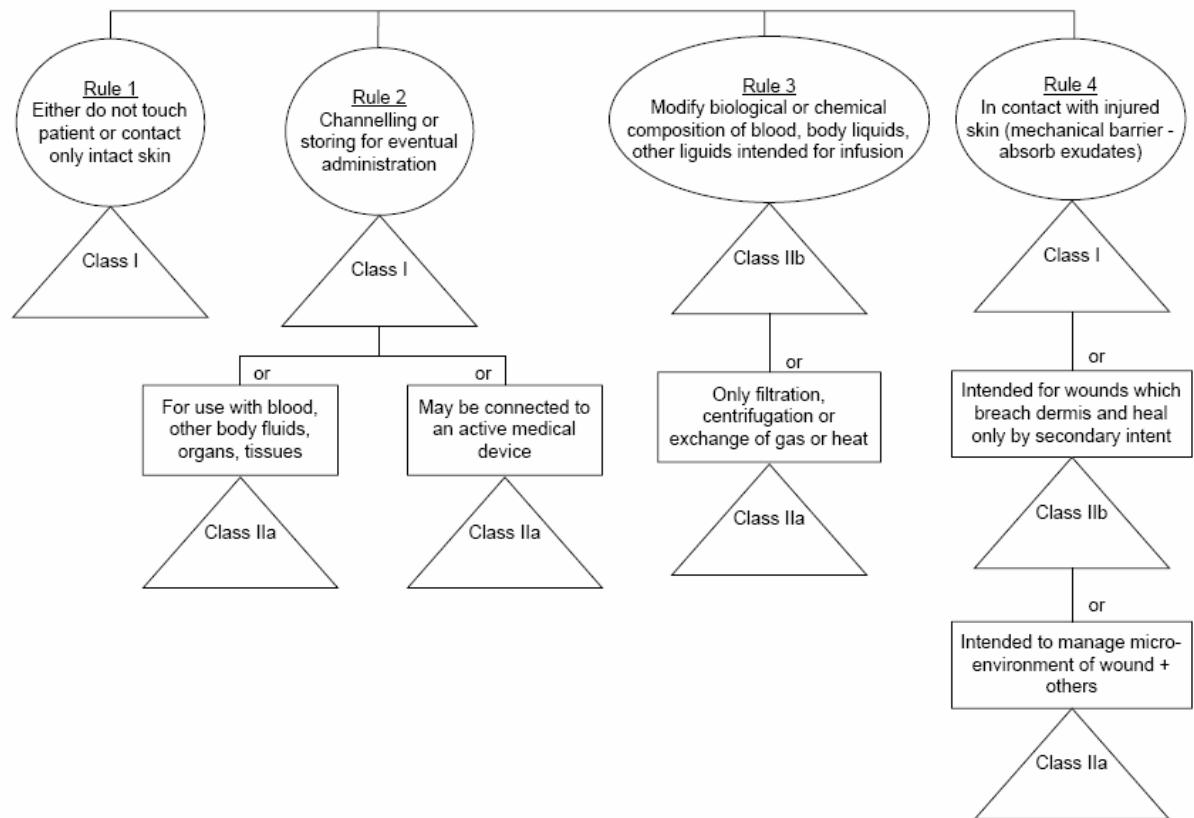 Rule 1
Either do not touch
patient or contact
only intact skin
Class I
Rule 2
Channelling or
storing for eventual
administration
Class I
or
For use with blood,
other body fluids,
organs, tissues
Class IIa
or
May be connected to
an active medical
device
Class IIa
Rule 3
Modify biological or chemical
composition of blood, body liquids,
other liguids intended for infusion
Class IIb
or
Only filtration,
centrifugation or
exchange of gas or heat
Class IIa
Rule 4
In contact with injured
skin (mechanical barrier -
absorb exudates)
Class I
or
Intended for wounds which
breach dermis and heal
only by secondary intent
Class IIb
or
Intended to manage micro-
environment of wound +
others
Class IIa